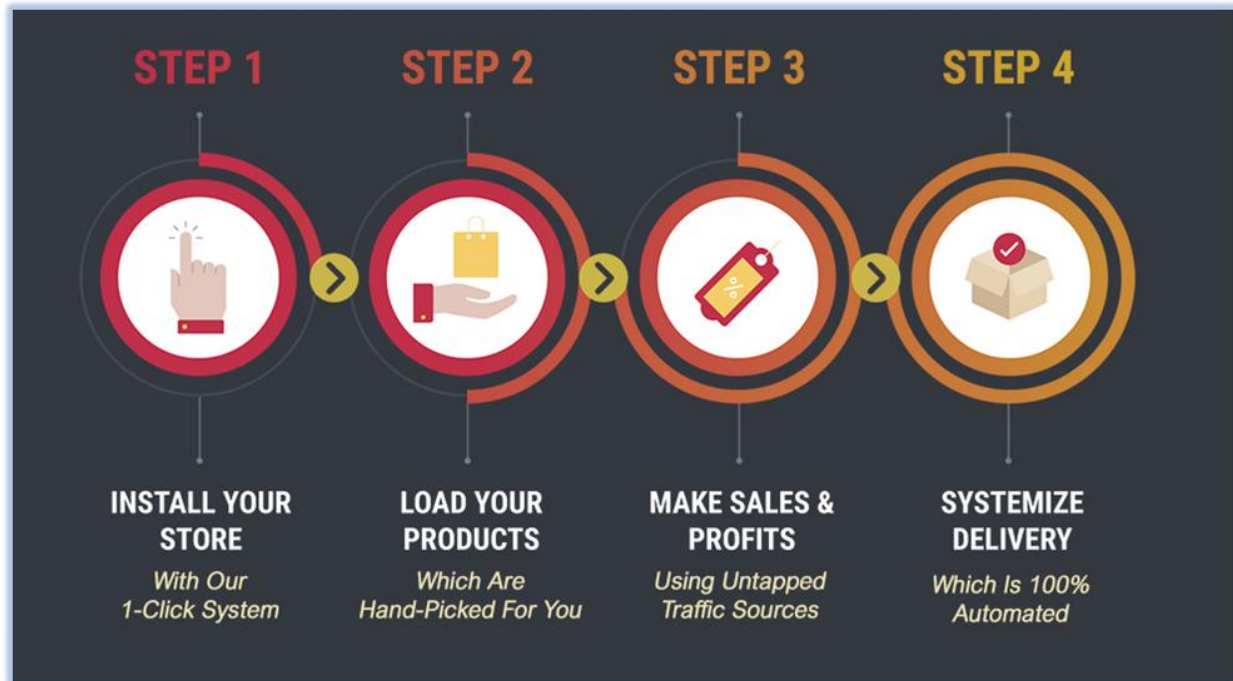 STEP 1
STEP 2
STEP 3
STEP 4
INSTALL YOUR
STORE
With Our
1-Click System
LOAD YOUR
PRODUCTS
Which Are
Hand-Picked For You
MAKE SALES &
PROFITS
Using Untapped
Traffic Sources
SYSTEMIZE
DELIVERY
Which Is 100%
Automated